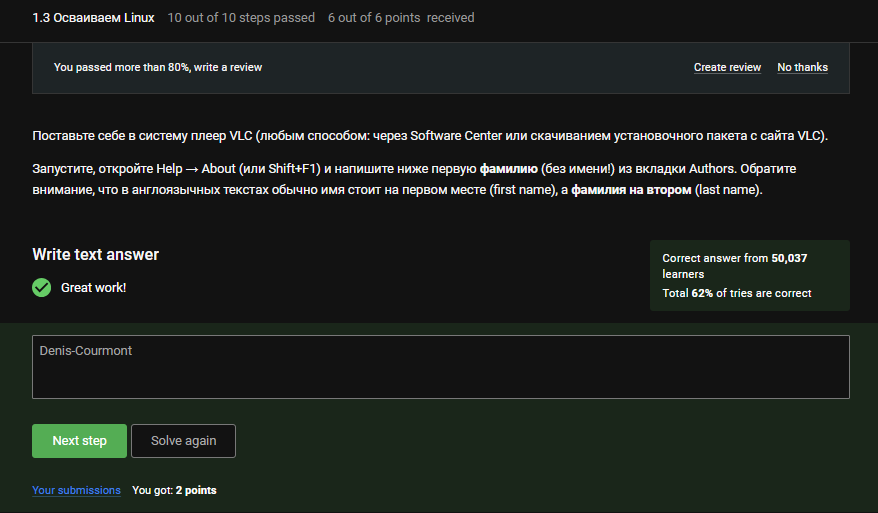 1.3 Осваиваем Linux 10 out of 10 steps passed 6 out of 6 points received
You passed more than 80%, write a review Create review No thanks
Поставьте себе в систему плеер VLC (любым способом: через Software Center или скачиванием установочного пакета с сайта VLC).
Запустите, откройте Help → About (или Shift+F1) и напишите ниже первую фамилию (без имени!) из вкладки Authors. Обратите
внимание, что в англоязычных текстах обычно имя стоит на первом месте (first name), а фамилия на втором (last name).
Write text answer
Great work!
Correct answer from 50,037
learners
Total 62% of tries are correct
Denis-Courmont
Next step Solve again
Your submissions You got: 2 points